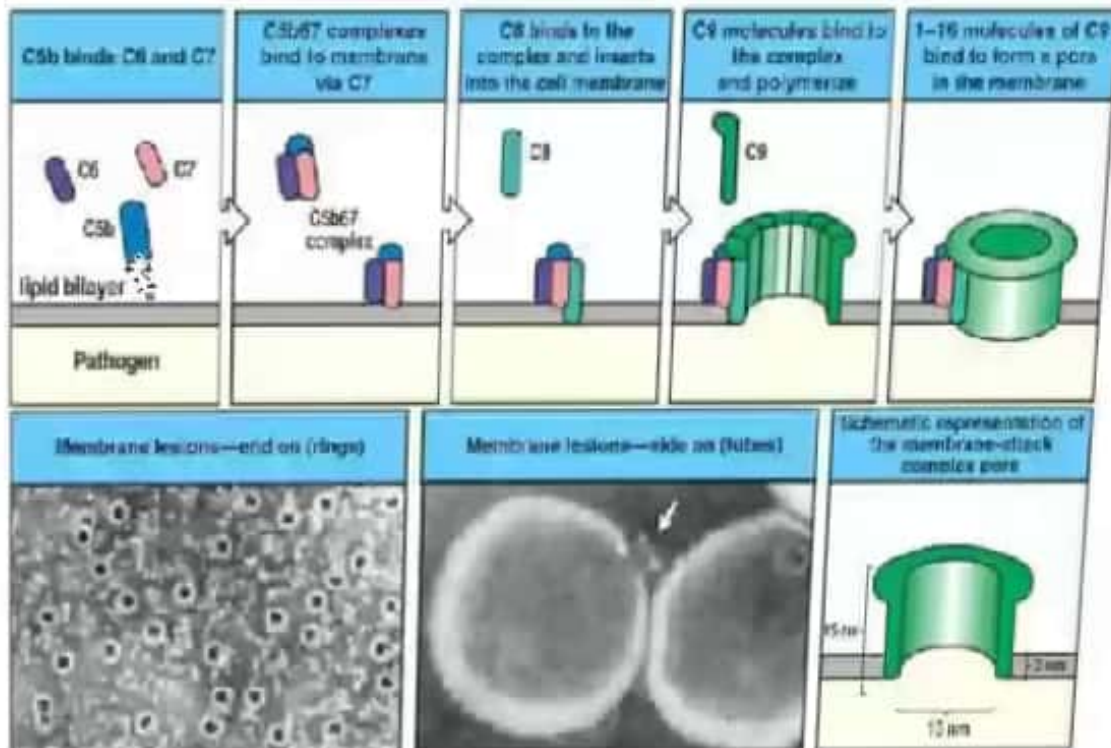 C5b binds C6 and C7
C5b67 complexes
bind to membrane
via C7
C8 binds to the
complex and inserts
into the cell membrane
C9 molecules bind to
the complex
and polymerize
1–16 molecules of C9
bind to form a pore
in the membrane
C6
C7
C5b
lipid bilayer
Pathogen
C5b67
complex
C8
C9
Membrane lesions—end on (rings)
Membrane lesions—side on (tubes)
Schematic representation of
the membrane-attack
complex pore
15 nm
10 nm